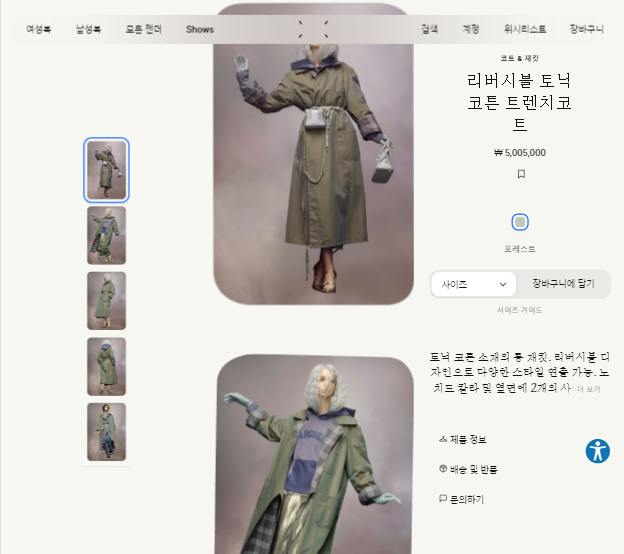 여성복 남성복 모든 젠더 Shows 검색 계정 위시리스트 장바구니
코트 & 재킷
리버시블 토닉
코튼 트렌치코
트
₩ 5,005,000
포레스트
사이즈 장바구니에 담기
사이즈 가이드
토닉 코튼 소재의 롱 재킷. 리버시블 디
자인으로 다양한 스타일 연출 가능. 노
치드 칼라 및 옆면에 2개의 사 더 보기
제품 정보
배송 및 반품
문의하기